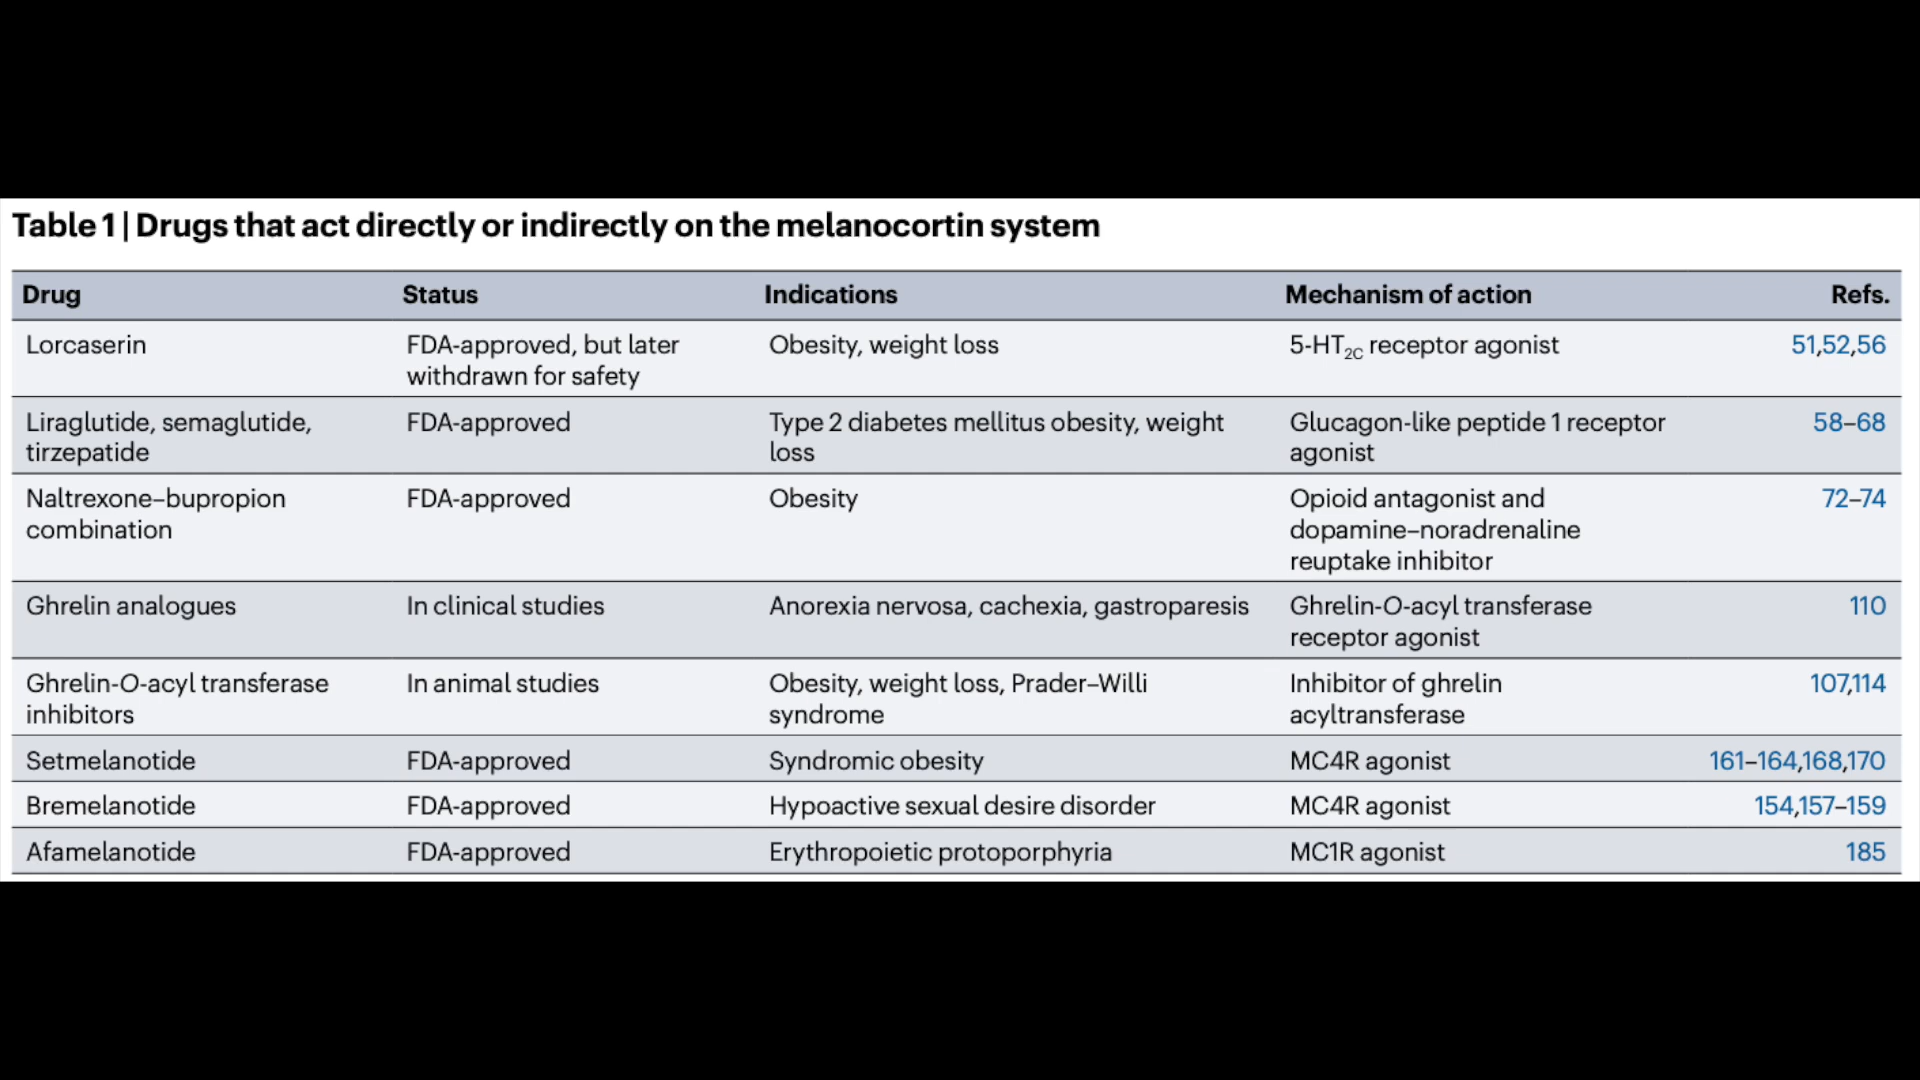 Table 1 | Drugs that act directly or indirectly on the melanocortin system
Drug Status Indications Mechanism of action Refs.
Lorcaserin FDA-approved, but later Obesity, weight loss 5-HT2C receptor agonist 51,52,56
withdrawn for safety
Liraglutide, semaglutide, FDA-approved Type 2 diabetes mellitus obesity, weight Glucagon-like peptide 1 receptor 58–68
tirzepatide loss agonist
Naltrexone–bupropion FDA-approved Obesity Opioid antagonist and 72–74
combination dopamine–noradrenaline
reuptake inhibitor
Ghrelin analogues In clinical studies Anorexia nervosa, cachexia, gastroparesis Ghrelin-O-acyl transferase 110
receptor agonist
Ghrelin-O-acyl transferase In animal studies Obesity, weight loss, Prader–Willi Inhibitor of ghrelin 107,114
inhibitors syndrome acyltransferase
Setmelanotide FDA-approved Syndromic obesity MC4R agonist 161–164,168,170
Bremelanotide FDA-approved Hypoactive sexual desire disorder MC4R agonist 154,157–159
Afamelanotide FDA-approved Erythropoietic protoporphyria MC1R agonist 185